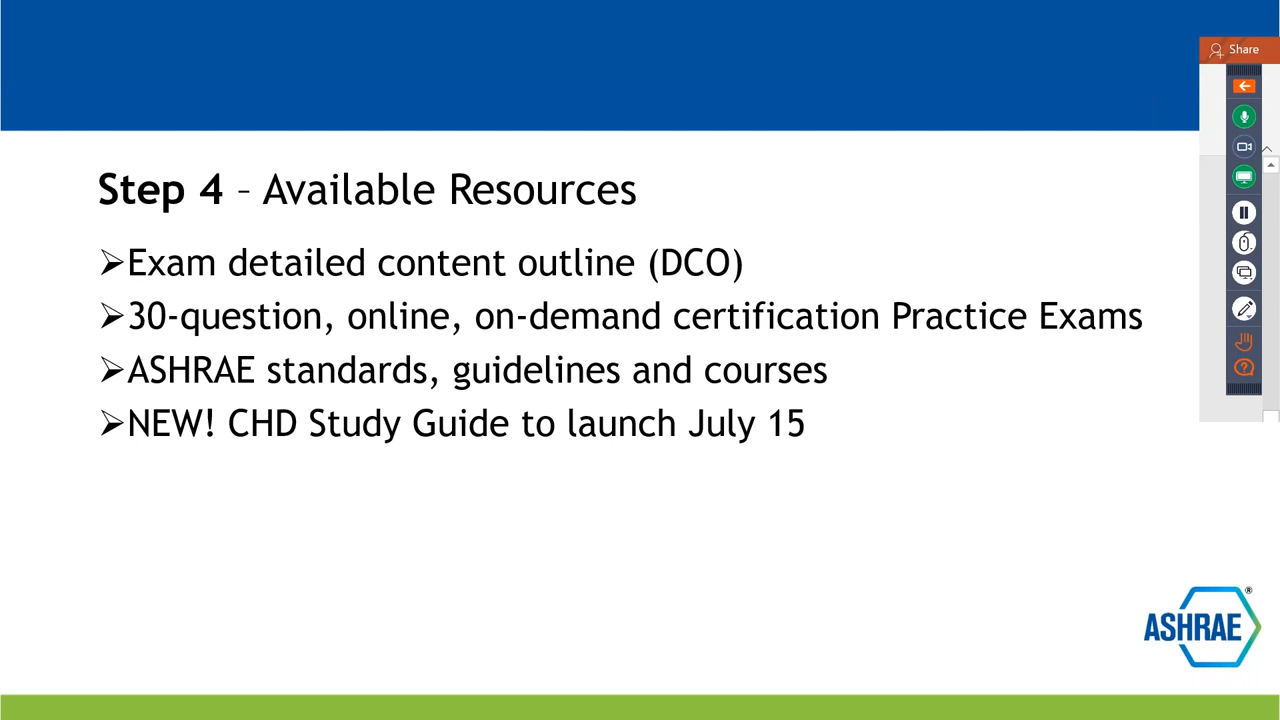 Share
Step 4 – Available Resources
➢Exam detailed content outline (DCO)
➢30-question, online, on-demand certification Practice Exams
➢ASHRAE standards, guidelines and courses
➢NEW! CHD Study Guide to launch July 15
ASHRAE®